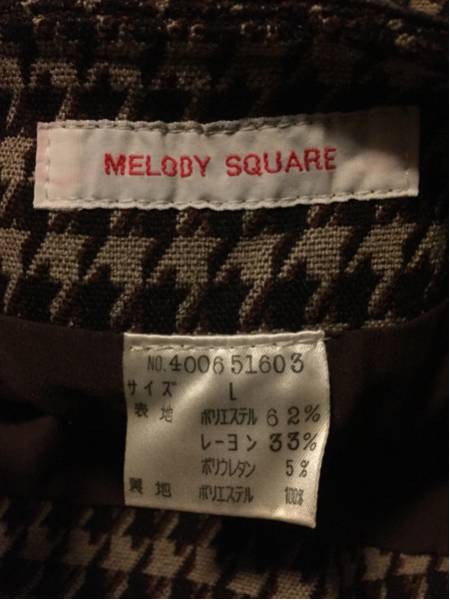 MELODY SQUARE
NO.400651603
サイズ L
表地 ポリエステル 62%
レーヨン 33%
ポリウレタン 5%
裏地 ポリエステル 100%